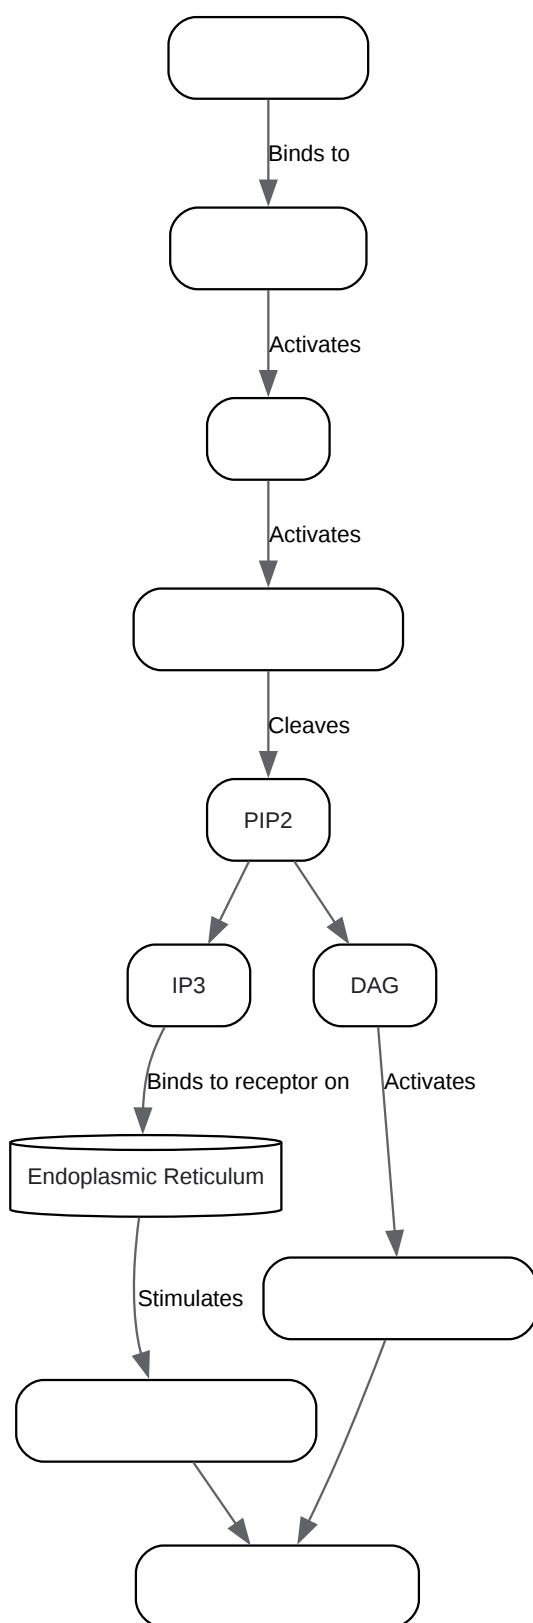 Binds to
Activates
Activates
Cleaves
PIP2
IP3
DAG
Binds to receptor on
Activates
Endoplasmic Reticulum
Stimulates